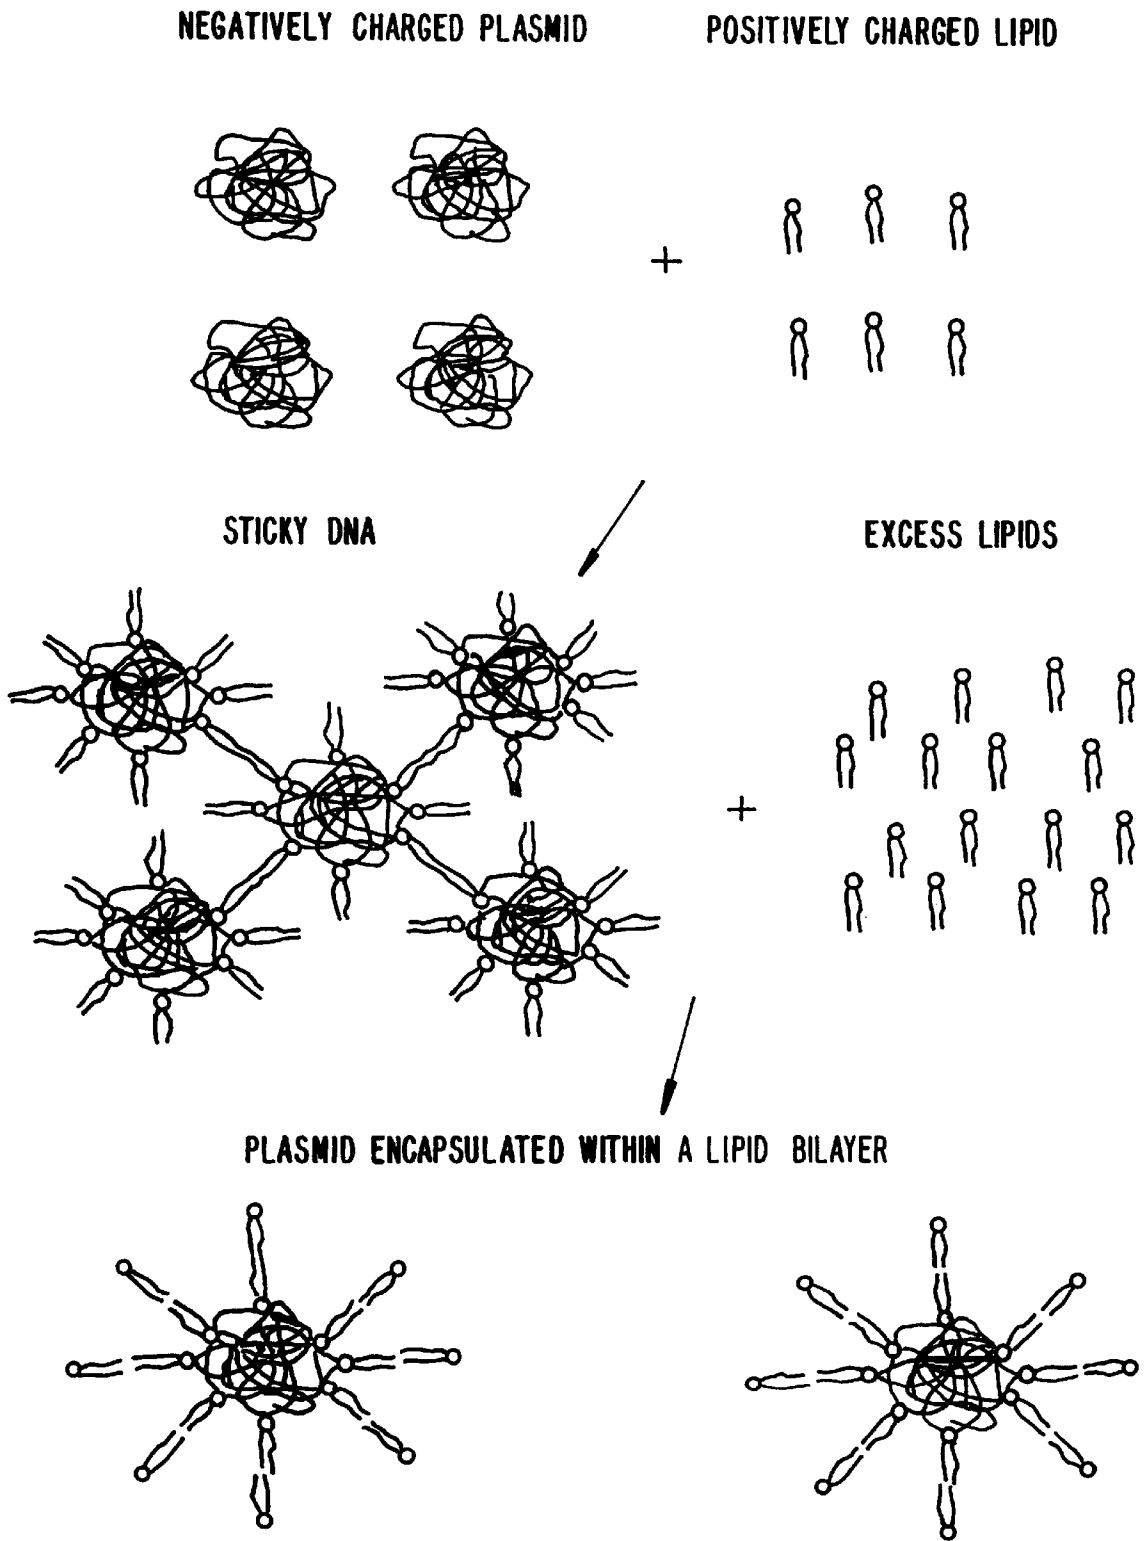 NEGATIVELY CHARGED PLASMID
POSITIVELY CHARGED LIPID
+
STICKY DNA
EXCESS LIPIDS
+
PLASMID ENCAPSULATED WITHIN A LIPID BILAYER